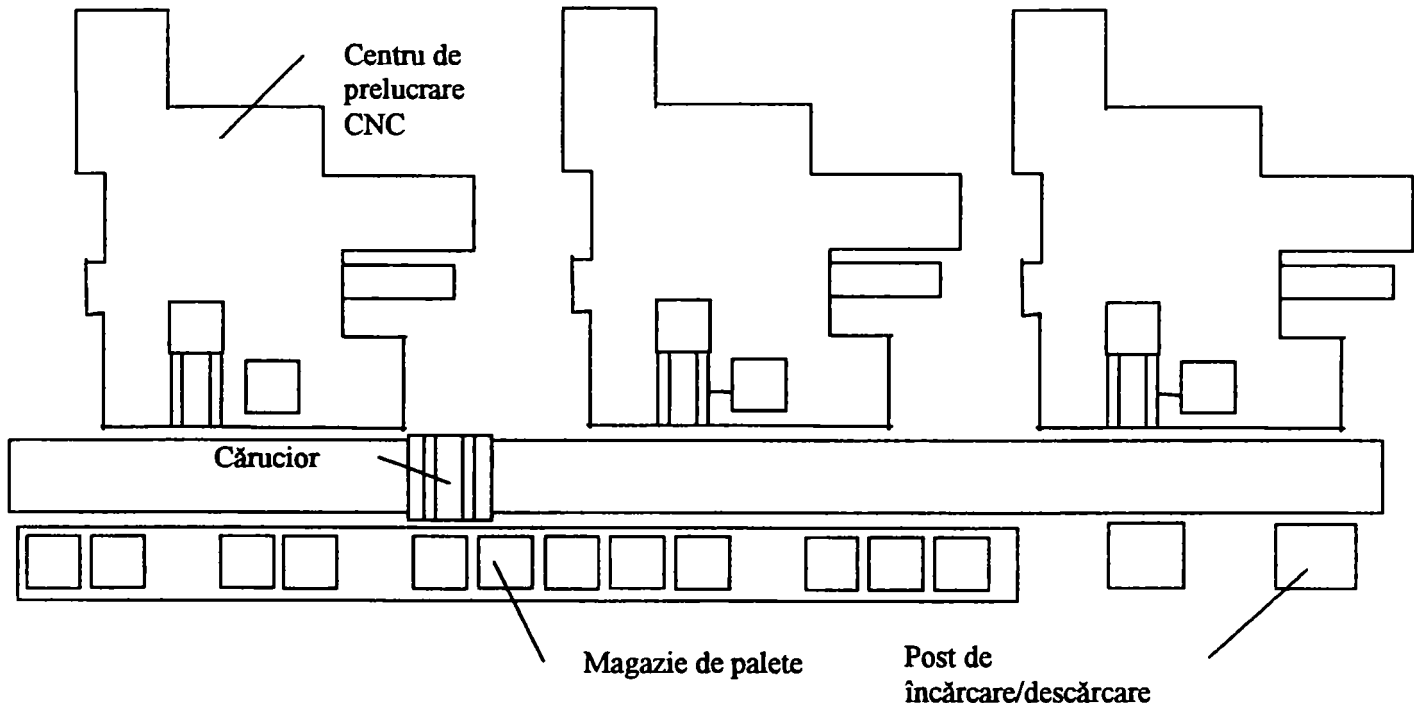 Centru de
prelucrare
CNC
Cărucior
Magazie de palete
Post de
încărcare/descărcare